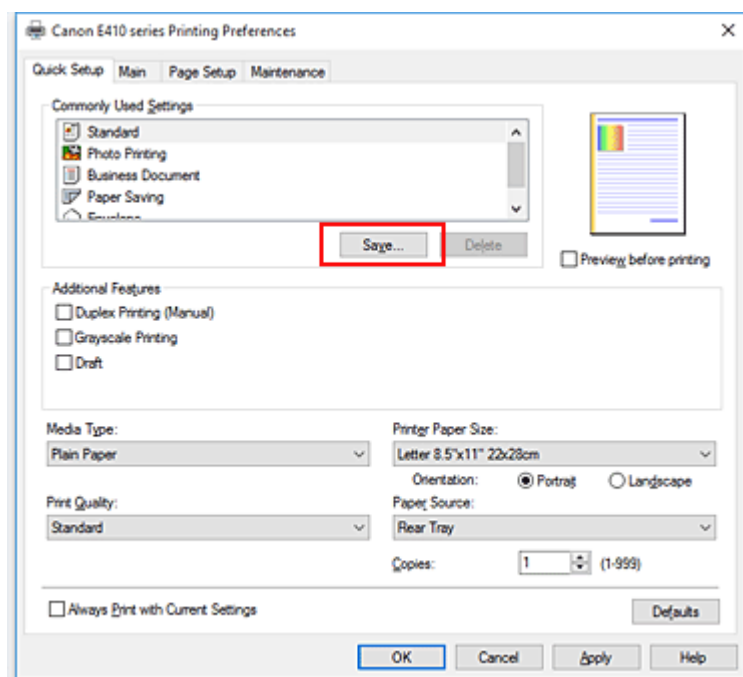 Canon E410 series Printing Preferences
Quick Setup Main Page Setup Maintenance
Commonly Used Settings
Standard
Photo Printing
Business Document
Paper Saving
Envelope
Save... Delete
Preview before printing
Additional Features
Duplex Printing (Manual)
Grayscale Printing
Draft
Media Type: Printer Paper Size:
Plain Paper Letter 8.5"x11" 22x28cm
Orientation: Portrait Landscape
Print Quality: Paper Source:
Standard Rear Tray
Copies: 1 (1-999)
Always Print with Current Settings Defaults
OK Cancel Apply Help